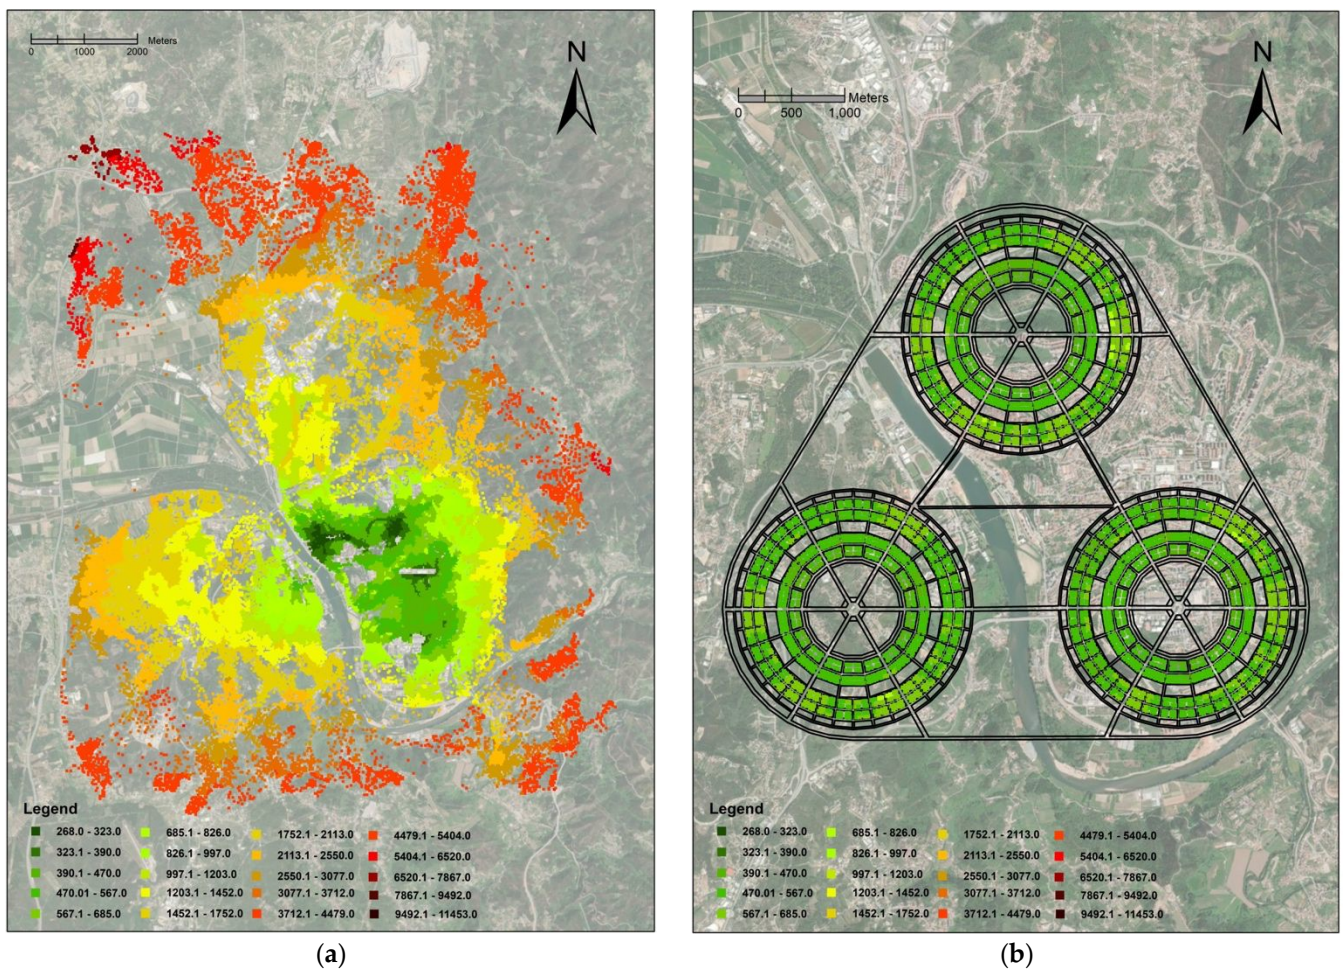 Meters
0 1000 2000
N
Legend
268.0 - 323.0 685.1 - 826.0 1752.1 - 2113.0 4479.1 - 5404.0
323.1 - 390.0 826.1 - 997.0 2113.1 - 2550.0 5404.1 - 6520.0
390.1 - 470.0 997.1 - 1203.0 2550.1 - 3077.0 6520.1 - 7867.0
470.01 - 567.0 1203.1 - 1452.0 3077.1 - 3712.0 7867.1 - 9492.0
567.1 - 685.0 1452.1 - 1752.0 3712.1 - 4479.0 9492.1 - 11453.0
(a)
Meters
0 500 1,000
N
Legend
268.0 - 323.0 685.1 - 826.0 1752.1 - 2113.0 4479.1 - 5404.0
323.1 - 390.0 826.1 - 997.0 2113.1 - 2550.0 5404.1 - 6520.0
390.1 - 470.0 997.1 - 1203.0 2550.1 - 3077.0 6520.1 - 7867.0
470.01 - 567.0 1203.1 - 1452.0 3077.1 - 3712.0 7867.1 - 9492.0
567.1 - 685.0 1452.1 - 1752.0 3712.1 - 4479.0 9492.1 - 11453.0
(b)